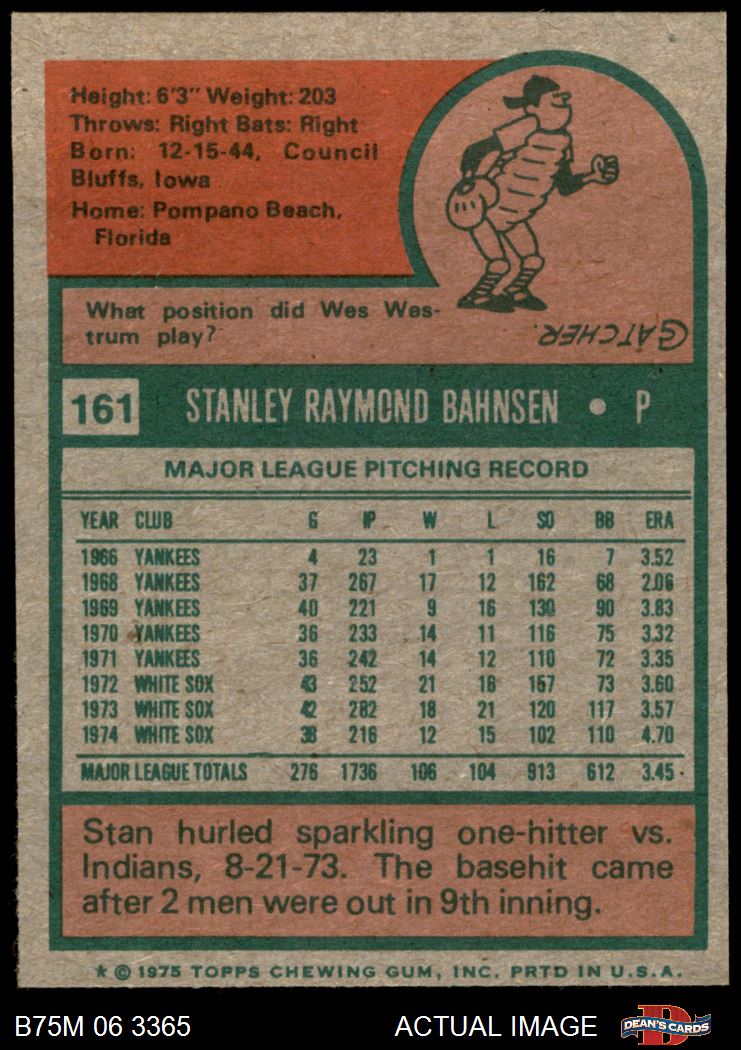 Height: 6'3" Weight: 203
Throws: Right Bats: Right
Born: 12-15-44, Council
Bluffs, Iowa
Home: Pompano Beach,
Florida
What position did Wes Wes-
trum play?
CATCHER.
161 STANLEY RAYMOND BAHNSEN • P
MAJOR LEAGUE PITCHING RECORD
YEAR CLUB G IP W L SO BB ERA
1966 YANKEES 4 23 1 1 16 7 3.52
1968 YANKEES 37 267 17 12 162 68 2.06
1969 YANKEES 40 221 9 16 130 90 3.83
1970 YANKEES 36 233 14 11 116 75 3.32
1971 YANKEES 36 242 14 12 110 72 3.35
1972 WHITE SOX 43 252 21 16 157 73 3.60
1973 WHITE SOX 42 282 18 21 120 117 3.57
1974 WHITE SOX 38 216 12 15 102 110 4.70
MAJOR LEAGUE TOTALS 276 1736 106 104 913 612 3.45
Stan hurled sparkling one-hitter vs.
Indians, 8-21-73. The basehit came
after 2 men were out in 9th inning.
* © 1975 TOPPS CHEWING GUM, INC. PRTD IN U.S.A.
B75M 06 3365 ACTUAL IMAGE
D
DEAN'S CARDS